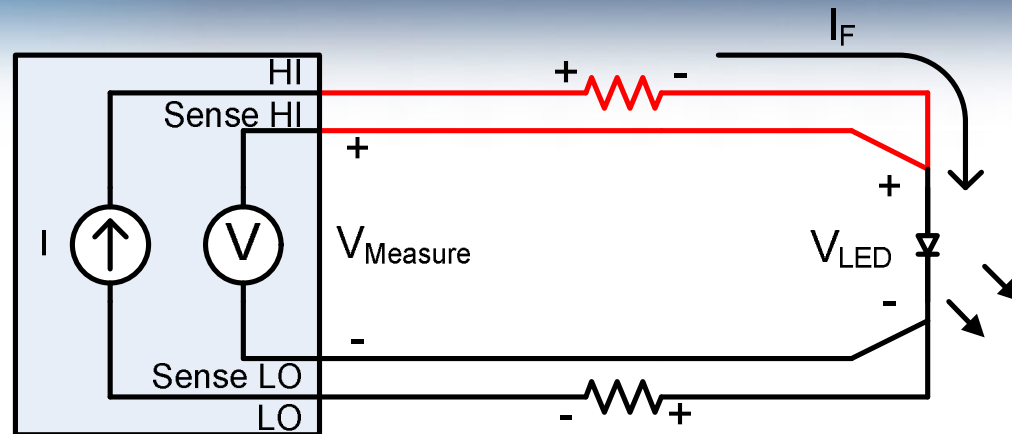 I_F
HI
+ -
Sense HI
+
+
I
V
V_Measure
V_LED
-
-
Sense LO
LO
- +